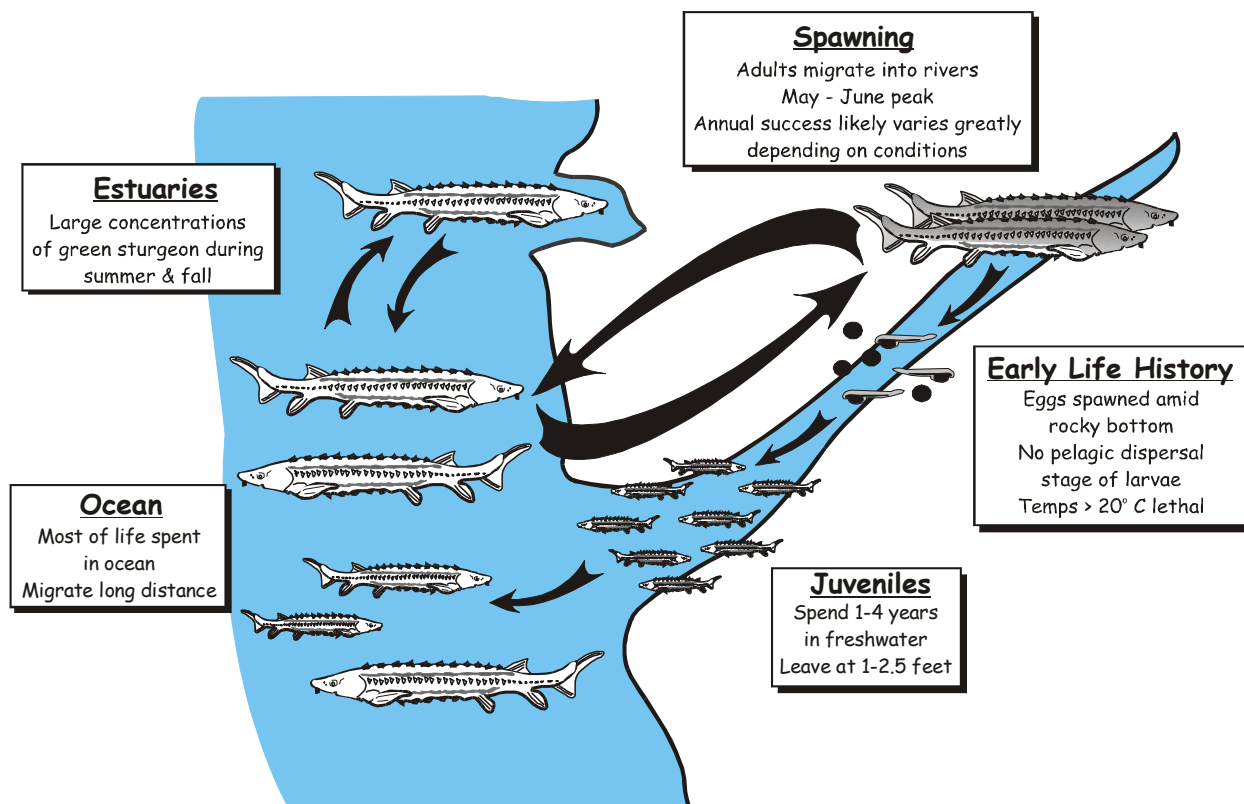 Spawning
Adults migrate into rivers
May - June peak
Annual success likely varies greatly
depending on conditions
Estuaries
Large concentrations
of green sturgeon during
summer & fall
Early Life History
Eggs spawned amid
rocky bottom
No pelagic dispersal
stage of larvae
Temps > 20° C lethal
Ocean
Most of life spent
in ocean
Migrate long distance
Juveniles
Spend 1-4 years
in freshwater
Leave at 1-2.5 feet